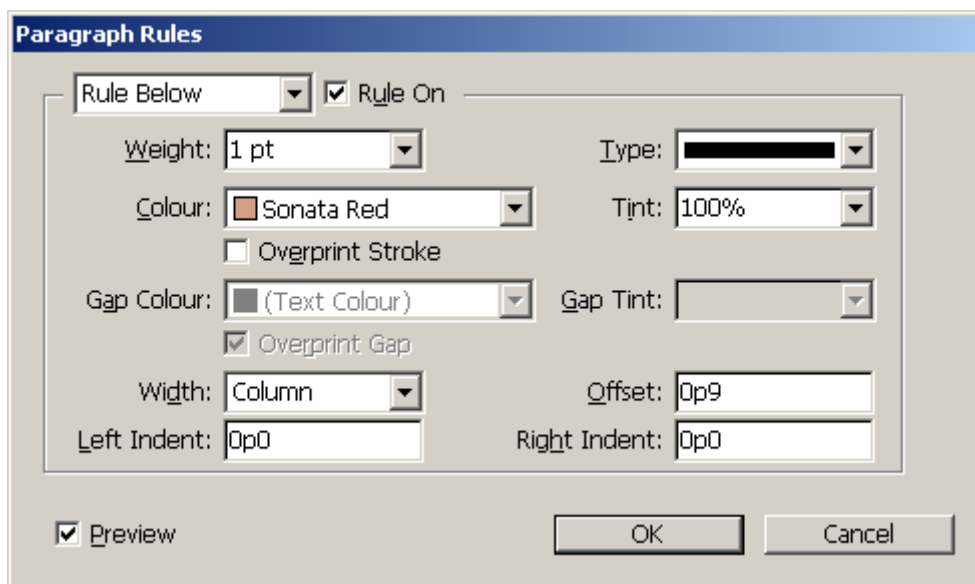 Paragraph Rules
Rule Below Rule On
Weight: 1 pt Type:
Colour: Sonata Red Tint: 100%
Overprint Stroke
Gap Colour: (Text Colour) Gap Tint:
Overprint Gap
Width: Column Offset: 0p9
Left Indent: 0p0 Right Indent: 0p0
Preview OK Cancel